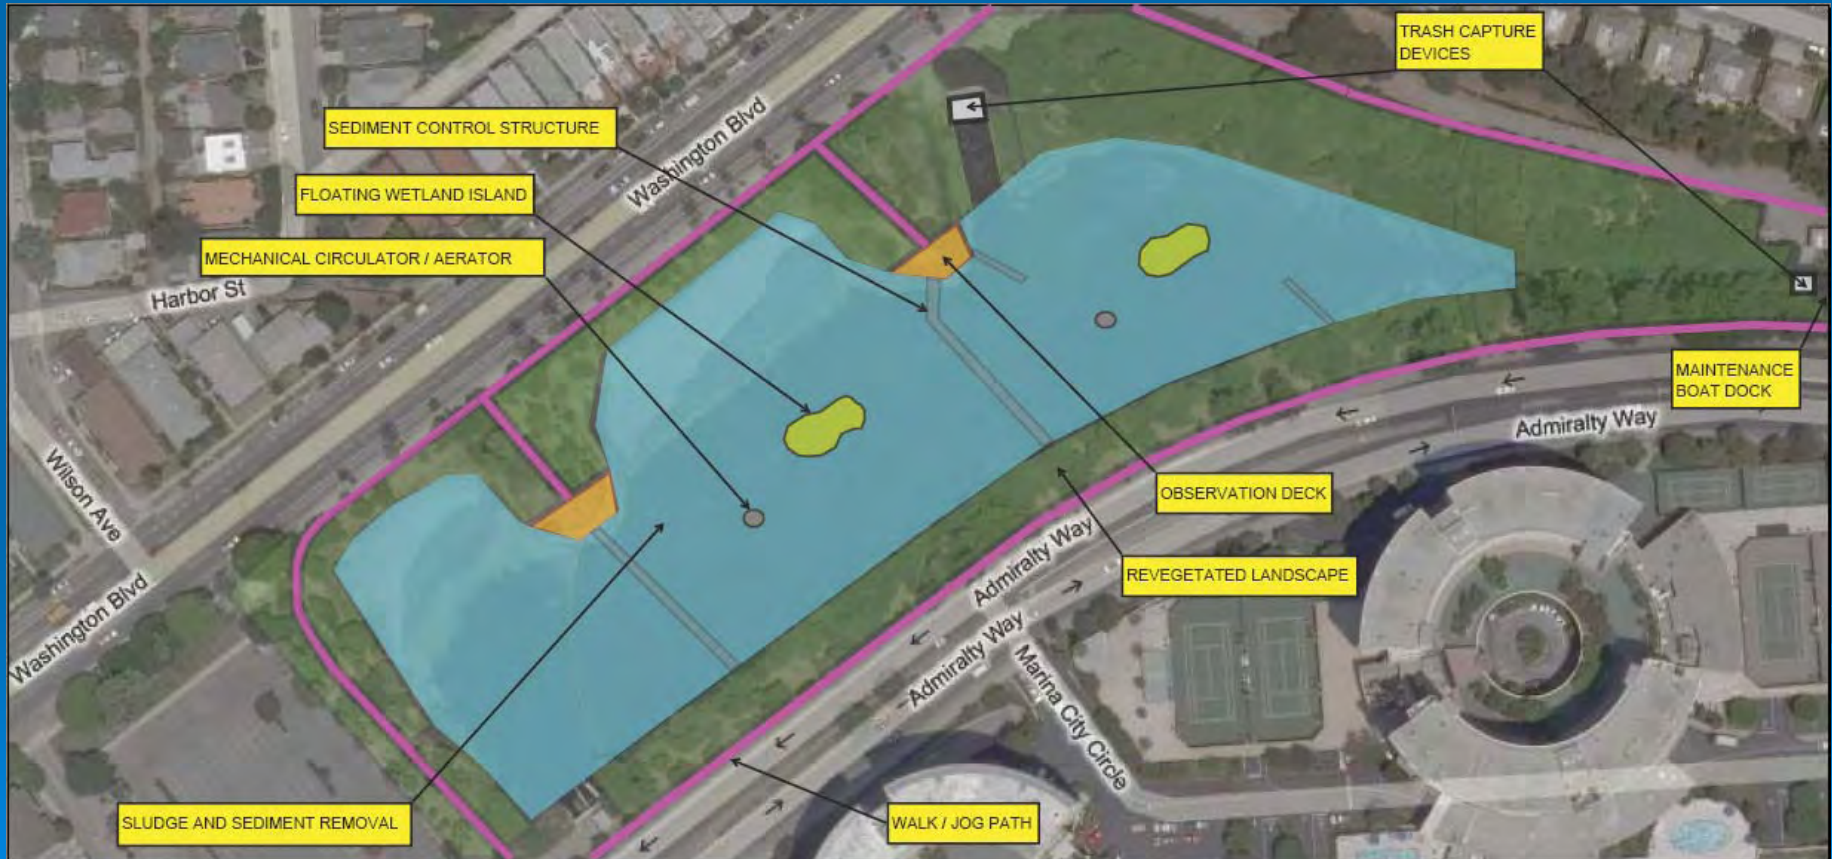 TRASH CAPTURE
DEVICES
SEDIMENT CONTROL STRUCTURE
Washington Blvd
FLOATING WETLAND ISLAND
MECHANICAL CIRCULATOR / AERATOR
Harbor St
MAINTENANCE
BOAT DOCK
Admiralty Way
Wilson Ave
OBSERVATION DECK
Admiralty Way
REVEGETATED LANDSCAPE
Washington Blvd
Admiralty Way
Marina City Circle
SLUDGE AND SEDIMENT REMOVAL
WALK / JOG PATH